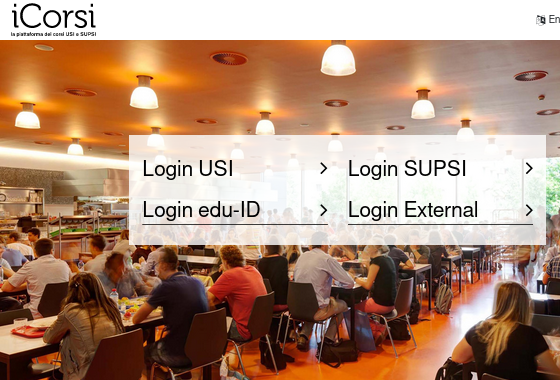 iCorsi
la piattaforma dei corsi USI e SUPSI
En
Login USI
Login SUPSI
Login edu-ID
Login External